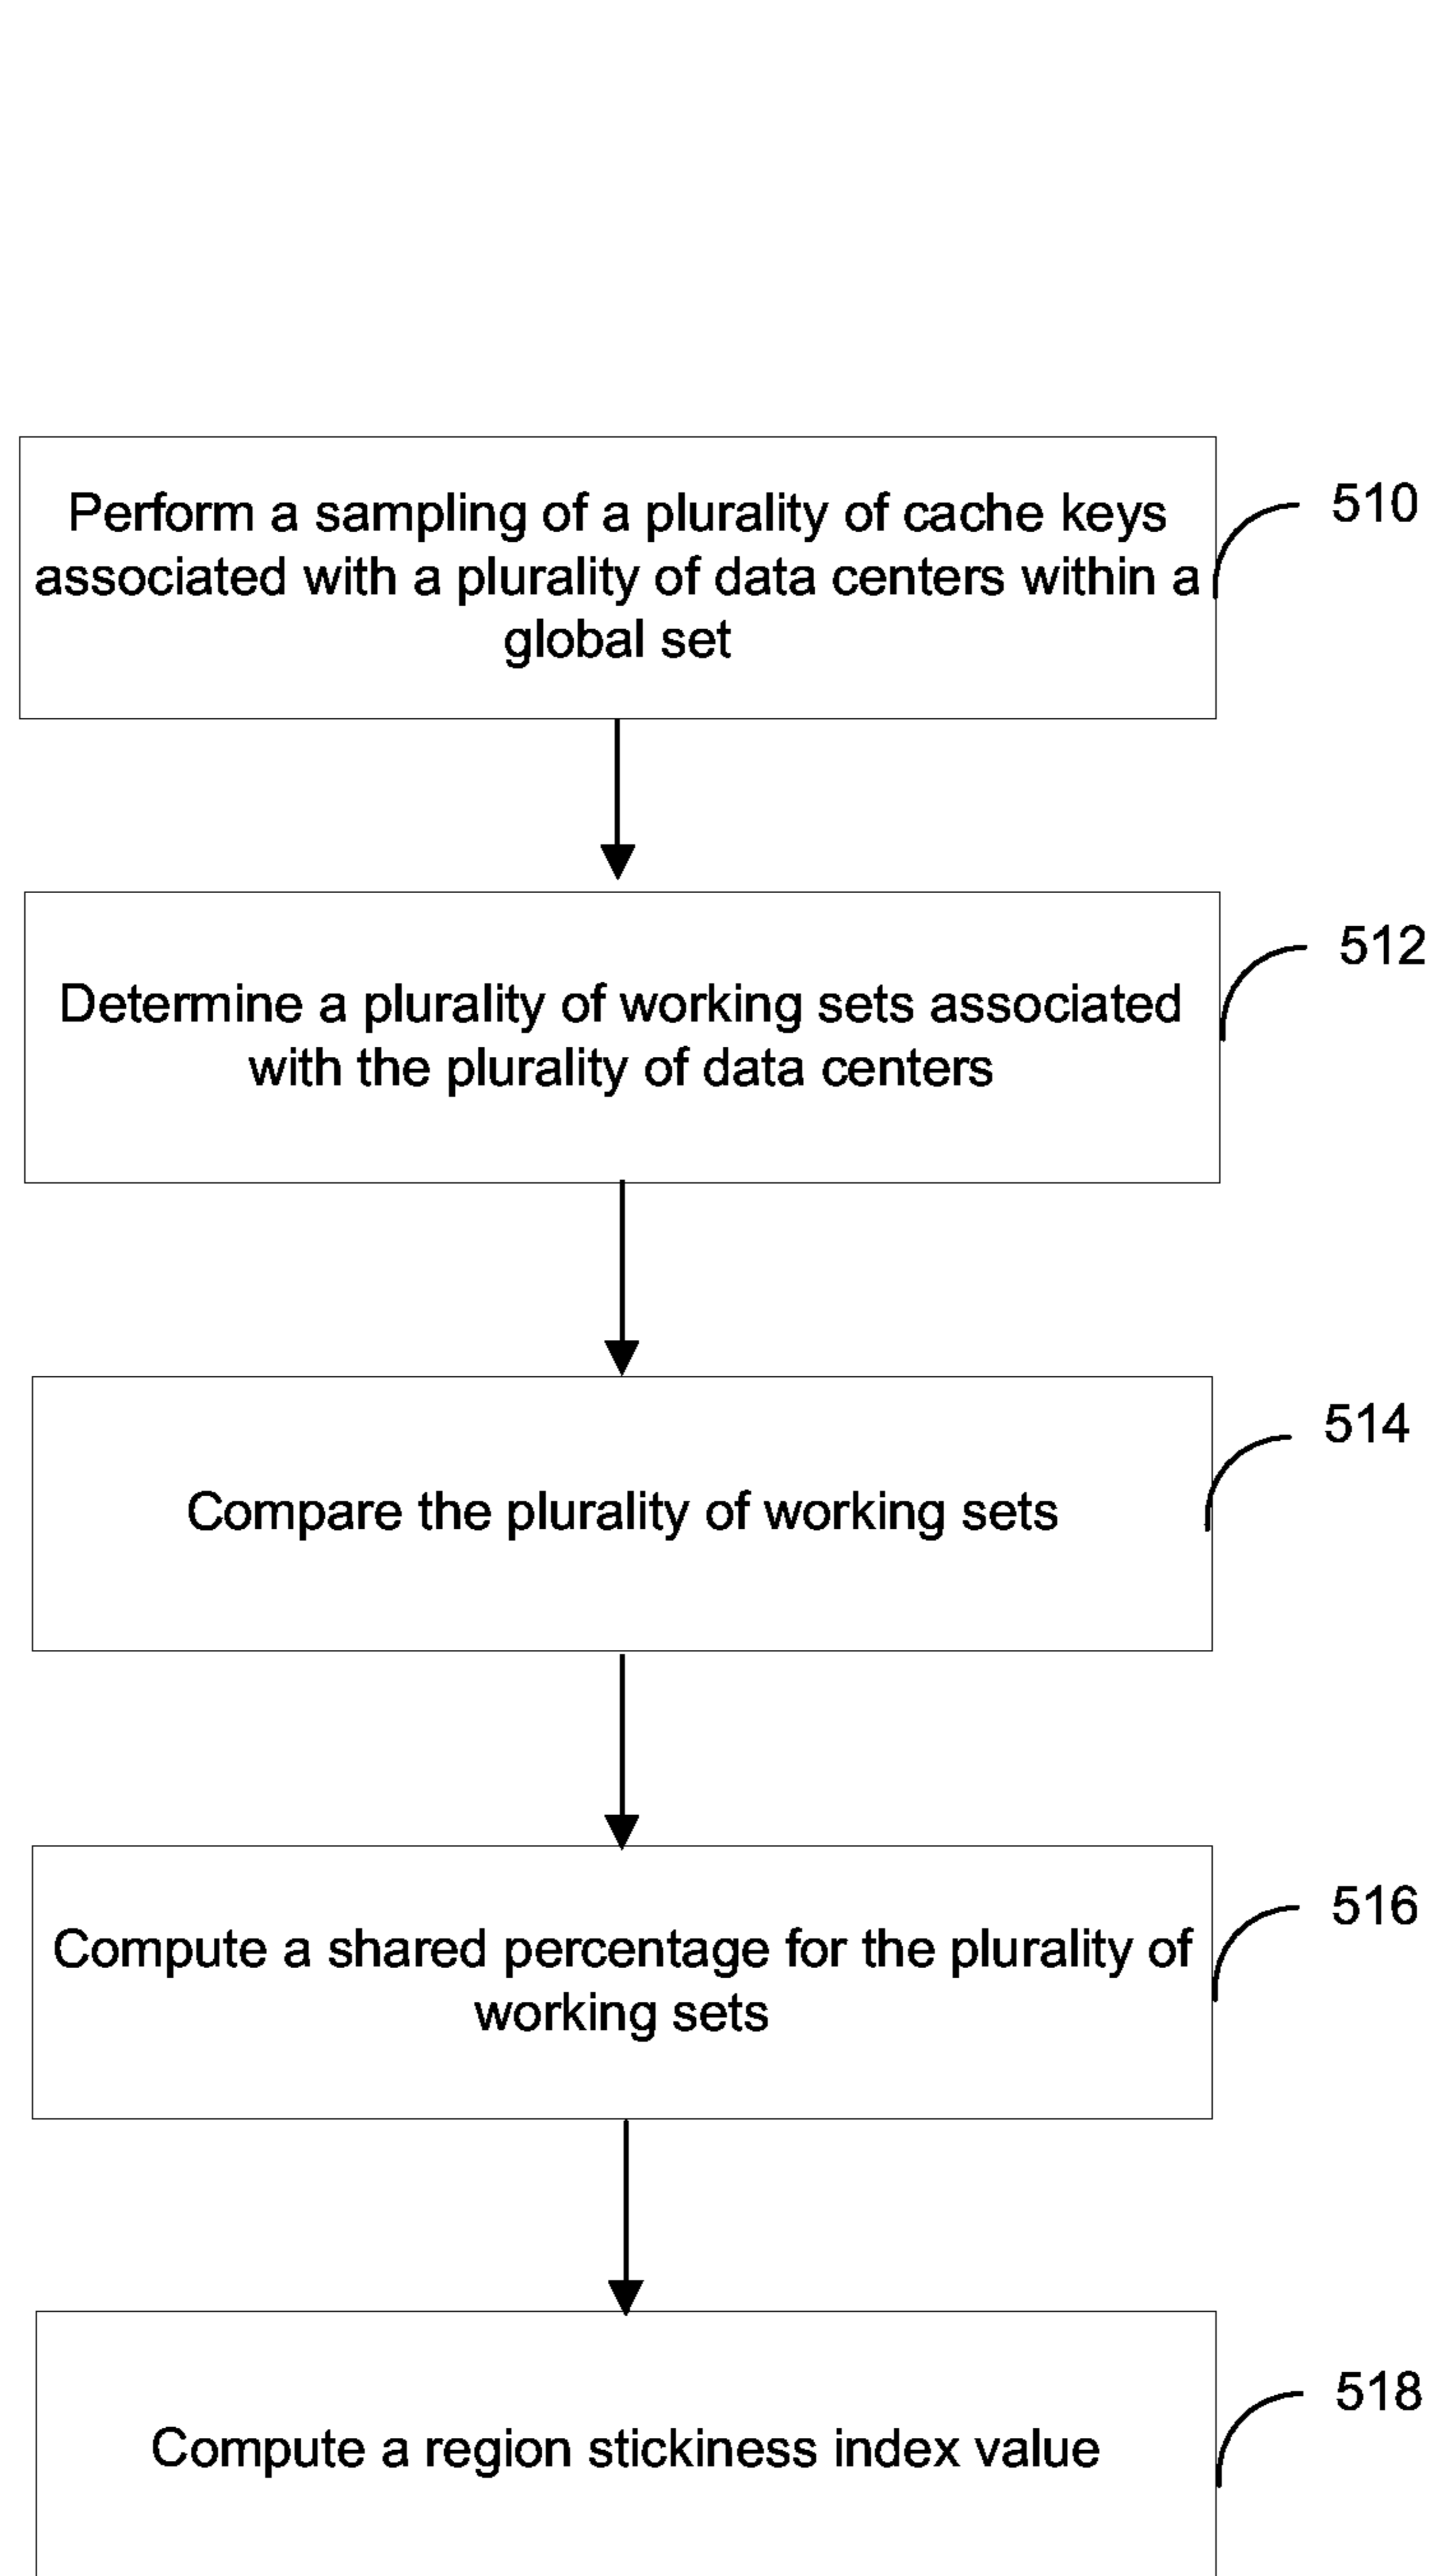 Perform a sampling of a plurality of cache keys
associated with a plurality of data centers within a
global set
510
Determine a plurality of working sets associated
with the plurality of data centers
512
Compare the plurality of working sets
514
Compute a shared percentage for the plurality of
working sets
516
Compute a region stickiness index value
518